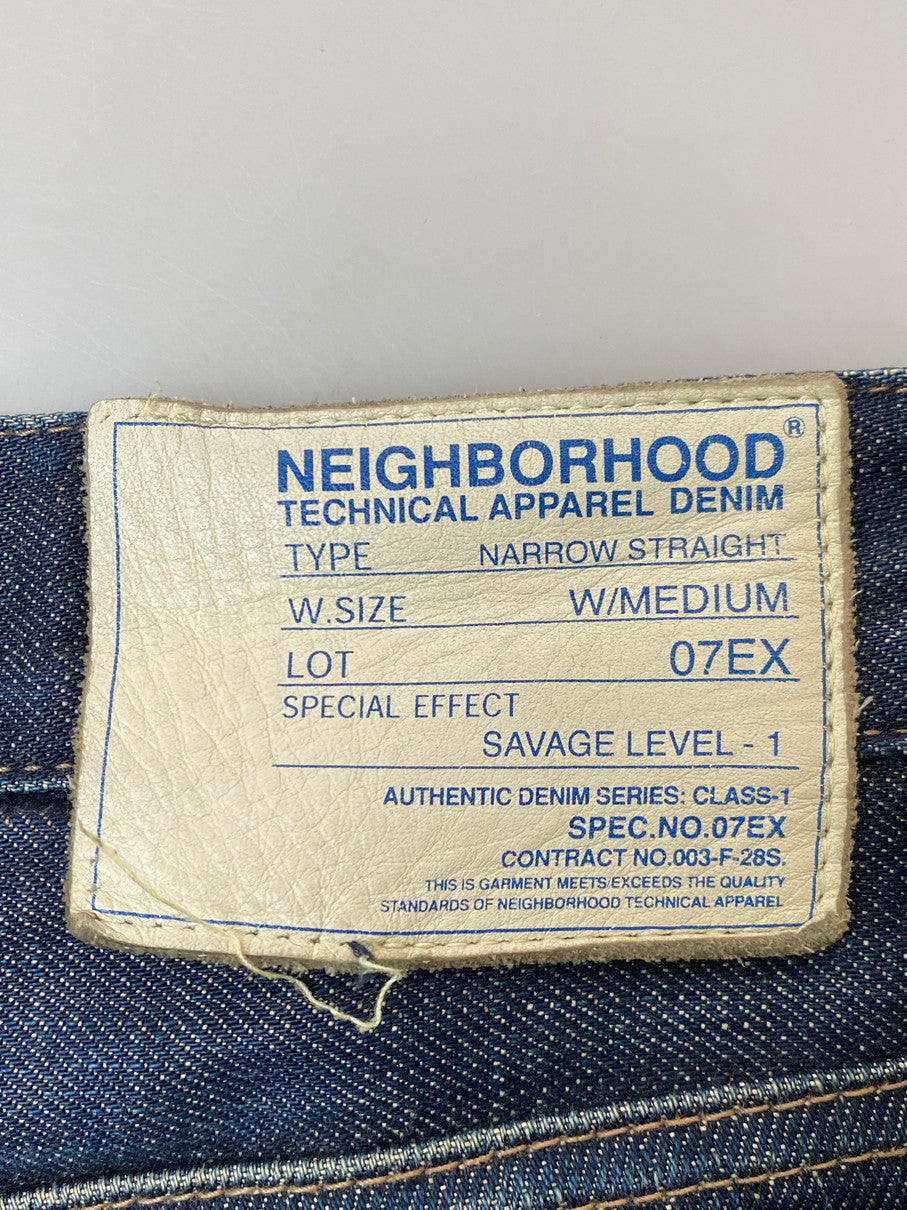 NEIGHBORHOOD®
TECHNICAL APPAREL DENIM
TYPE NARROW STRAIGHT
W.SIZE W/MEDIUM
LOT 07EX
SPECIAL EFFECT
SAVAGE LEVEL - 1
AUTHENTIC DENIM SERIES: CLASS-1
SPEC.NO.07EX
CONTRACT NO.003-F-28S.
THIS IS GARMENT MEETS/EXCEEDS THE QUALITY
STANDARDS OF NEIGHBORHOOD TECHNICAL APPAREL